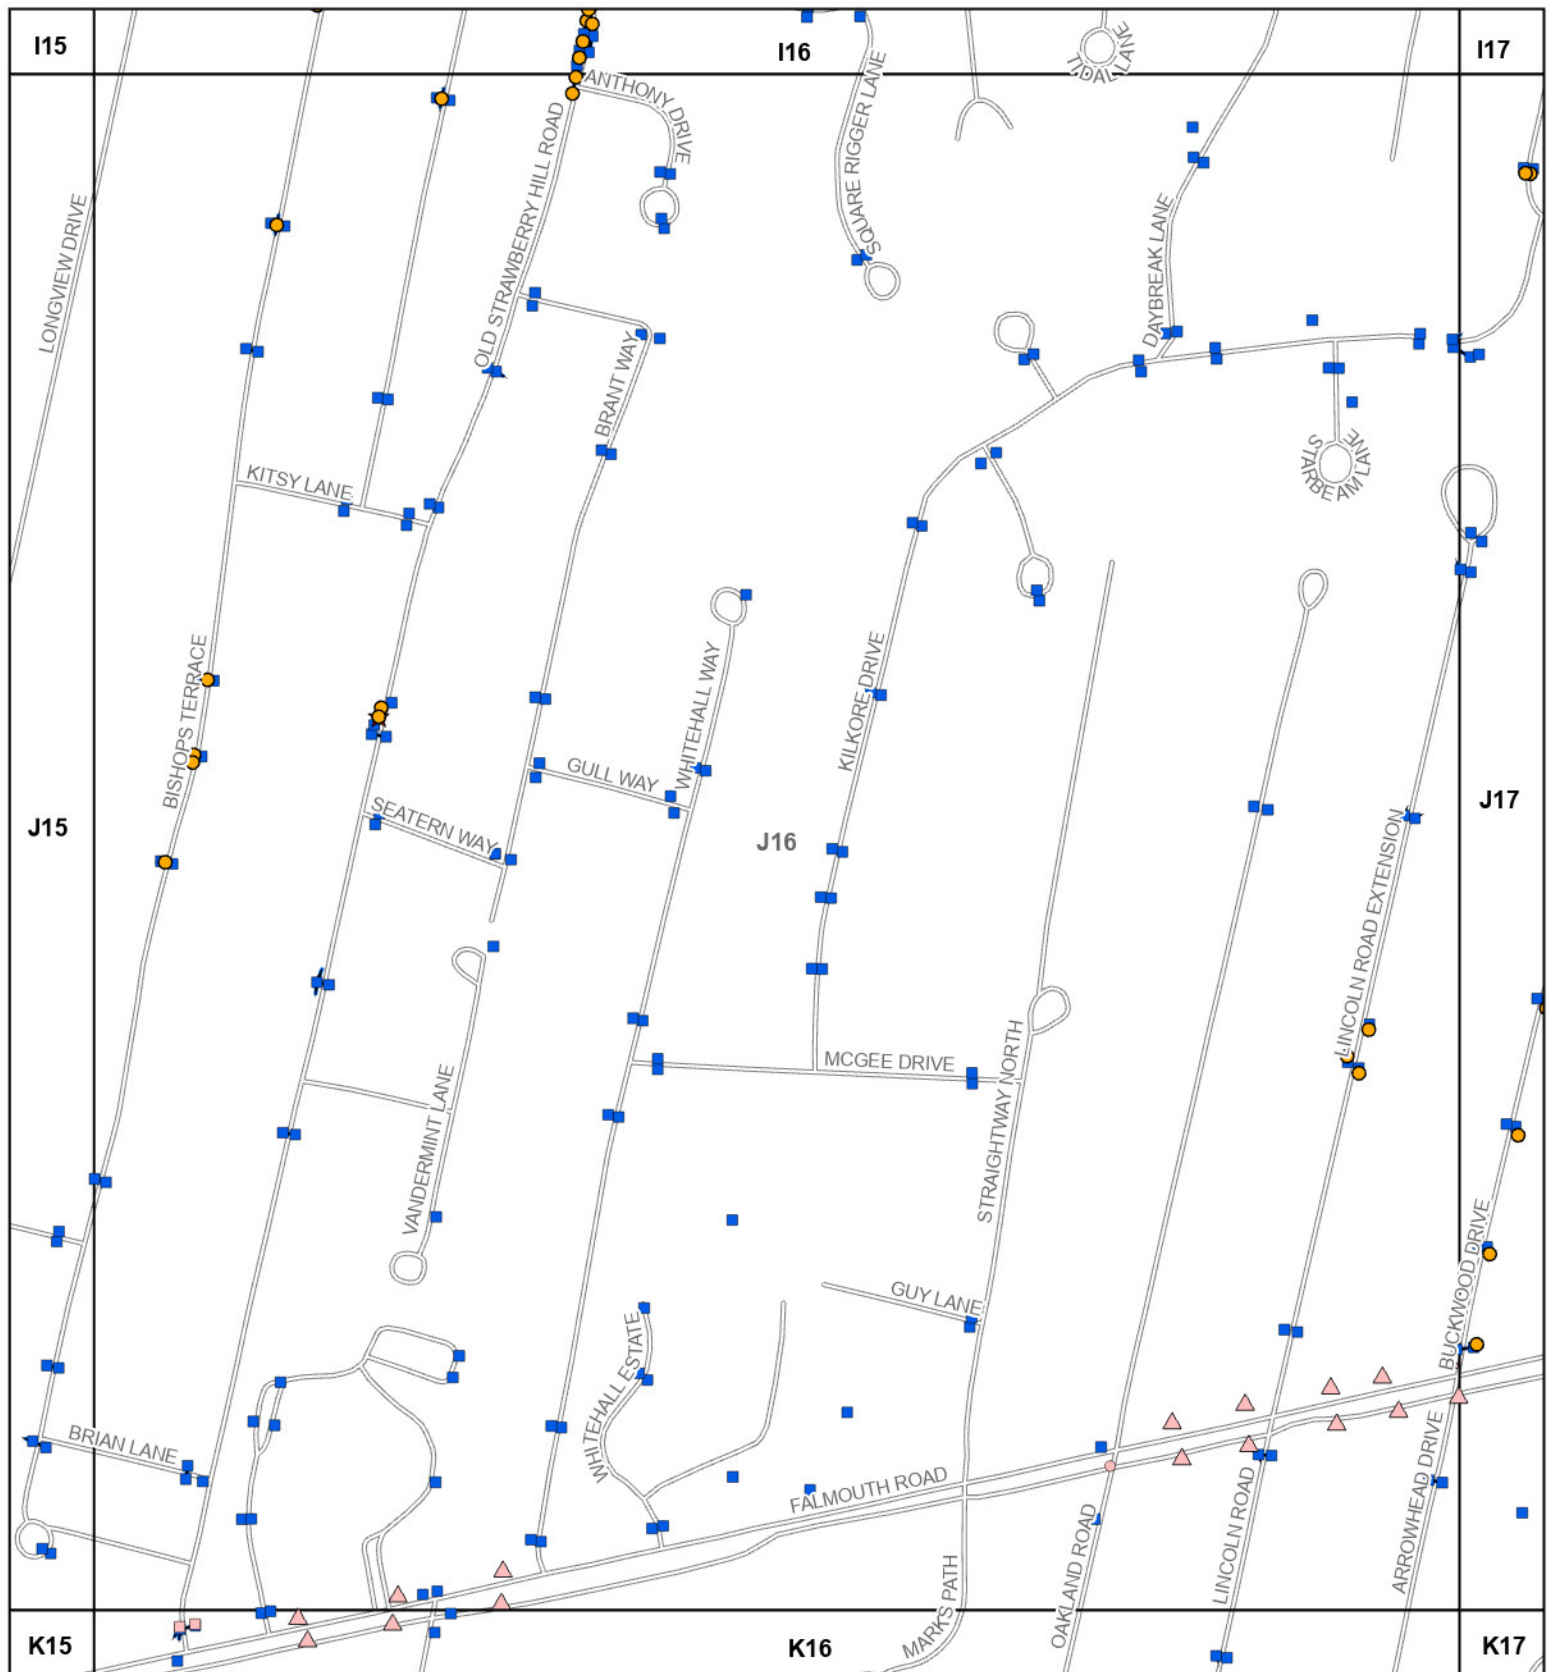 I15
I16
I17
TIDAL LANE
ANTHONY DRIVE
SQUARE RIGGER LANE
OLD STRAWBERRY HILL ROAD
LONGVIEW DRIVE
DAYBREAK LANE
BRANT WAY
STARBEAM LANE
KITSY LANE
BISHOPS TERRACE
WHITEHALL WAY
KILKORE DRIVE
GULL WAY
SEATERN WAY
J15
J16
J17
LINCOLN ROAD EXTENSION
MCGEE DRIVE
STRAIGHTWAY NORTH
VANDERMINT LANE
BUCKWOOD DRIVE
GUY LANE
WHITEHALL ESTATE
BRIAN LANE
FALMOUTH ROAD
ARROWHEAD DRIVE
LINCOLN ROAD
OAKLAND ROAD
MARKS PATH
K15
K16
K17